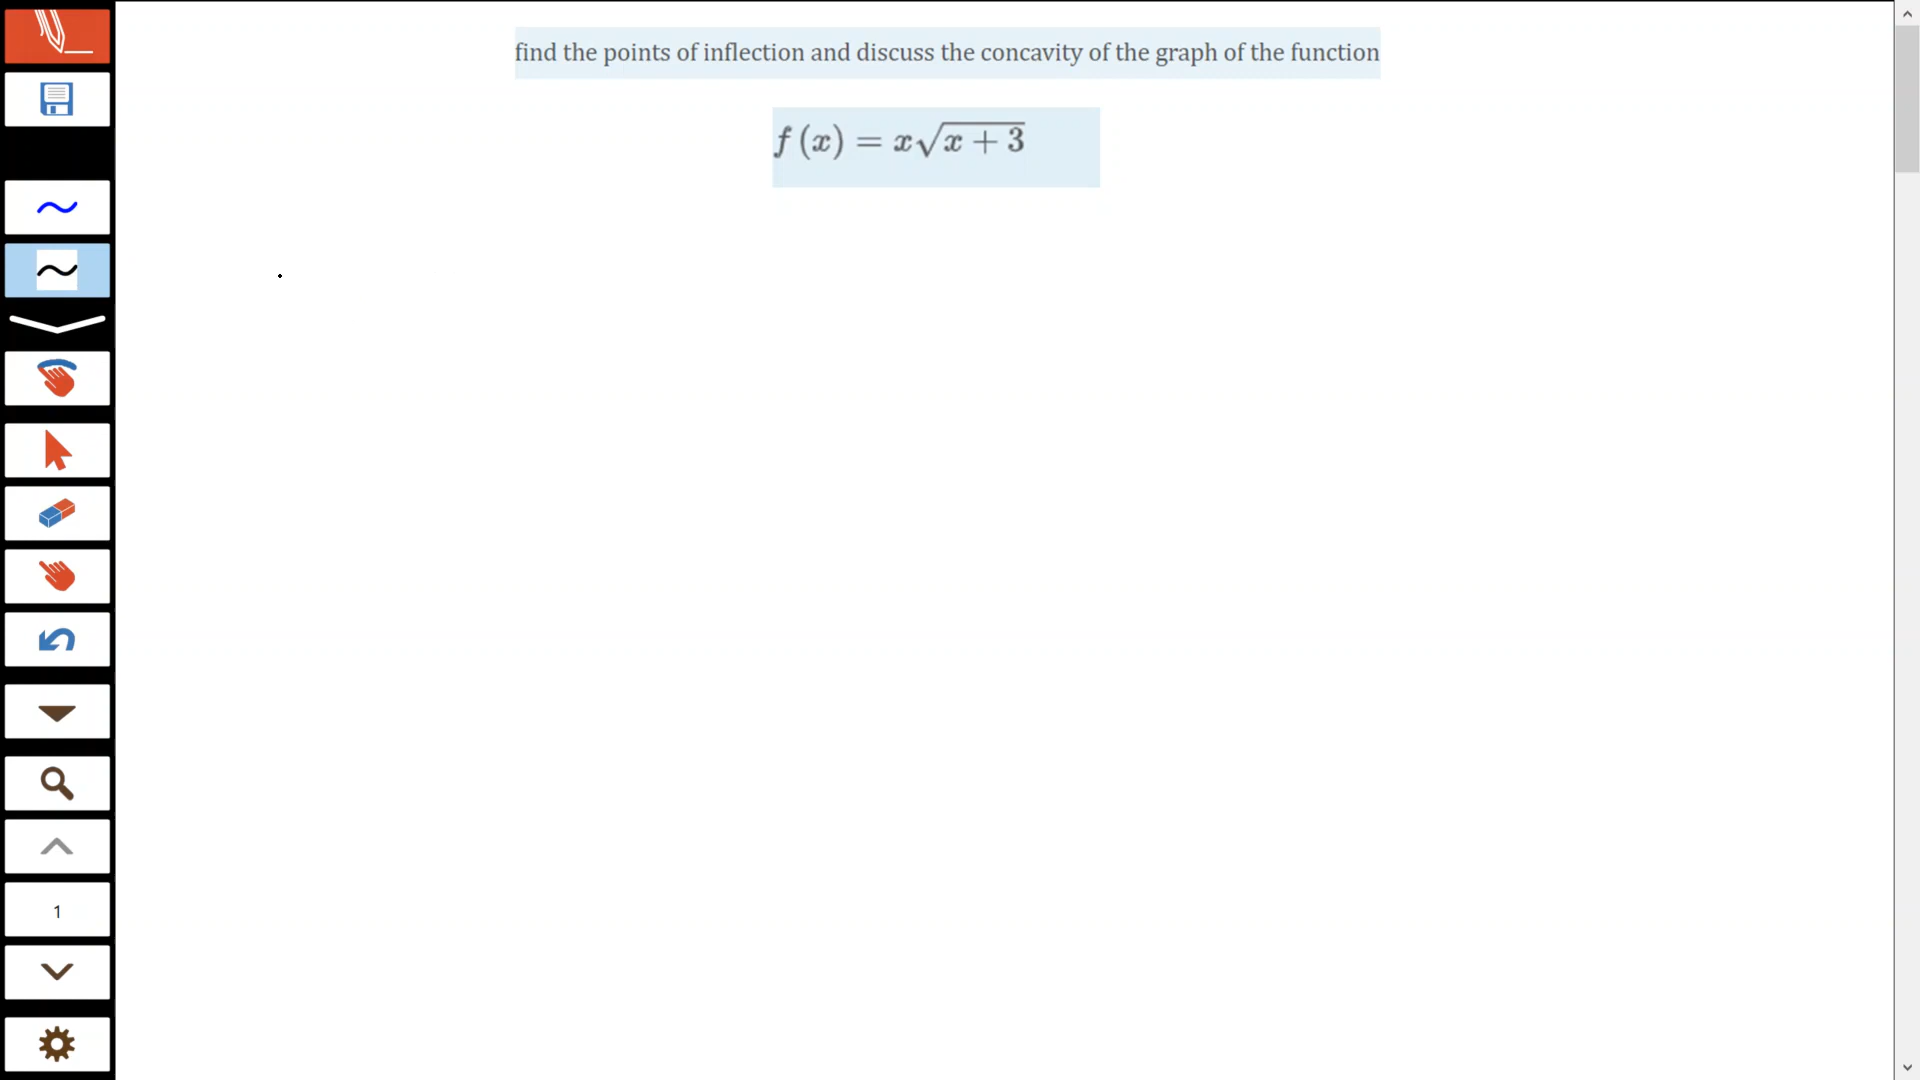 find the points of inflection and discuss the concavity of the graph of the function
f (x) = x√x + 3
1